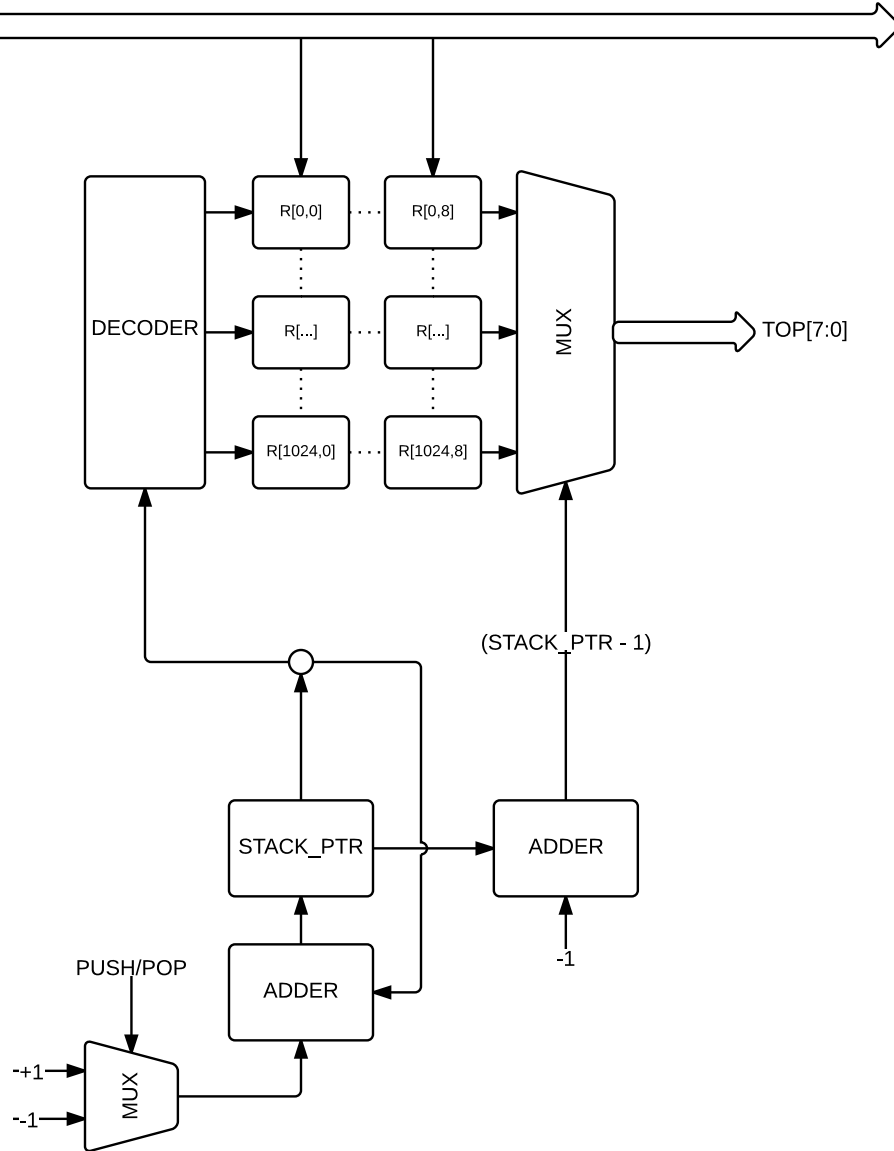 R[0,0]
R[0,8]
DECODER
R[...]
R[...]
MUX
TOP[7:0]
R[1024,0]
R[1024,8]
(STACK_PTR - 1)
STACK_PTR
ADDER
-1
PUSH/POP
ADDER
+1
-1
MUX